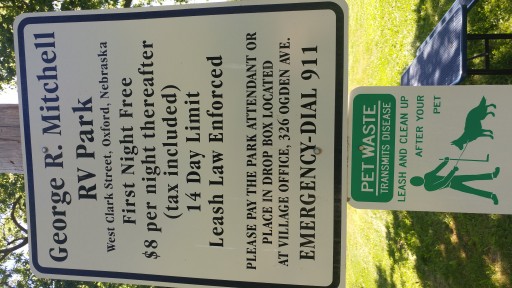 George R. Mitchell
RV Park
West Clark Street, Oxford, Nebraska
First Night Free
$8 per night thereafter
(tax included)
14 Day Limit
Leash Law Enforced
PLEASE PAY THE PARK ATTENDANT OR
PLACE IN DROP BOX LOCATED
AT VILLAGE OFFICE, 326 OGDEN AVE.
EMERGENCY-DIAL 911
PET WASTE
TRANSMITS DISEASE
LEASH AND CLEAN UP
AFTER YOUR
PET